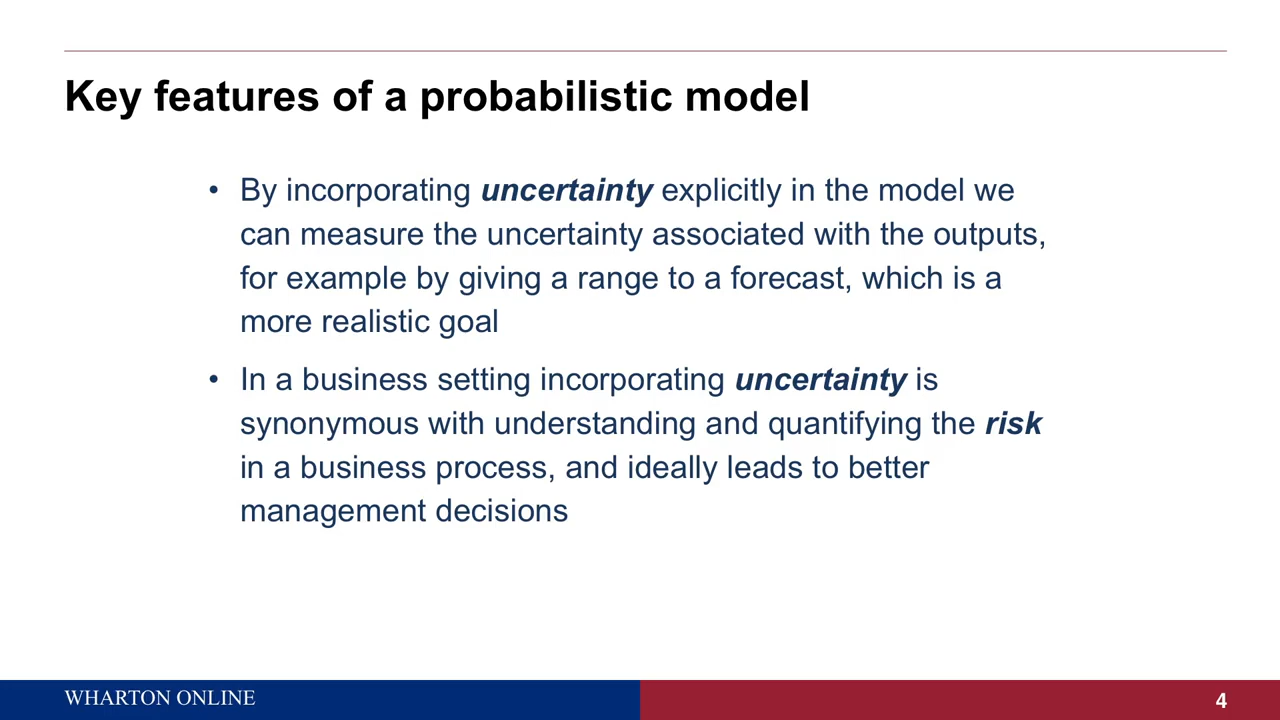 Key features of a probabilistic model
• By incorporating uncertainty explicitly in the model we
can measure the uncertainty associated with the outputs,
for example by giving a range to a forecast, which is a
more realistic goal
• In a business setting incorporating uncertainty is
synonymous with understanding and quantifying the risk
in a business process, and ideally leads to better
management decisions
WHARTON ONLINE
4